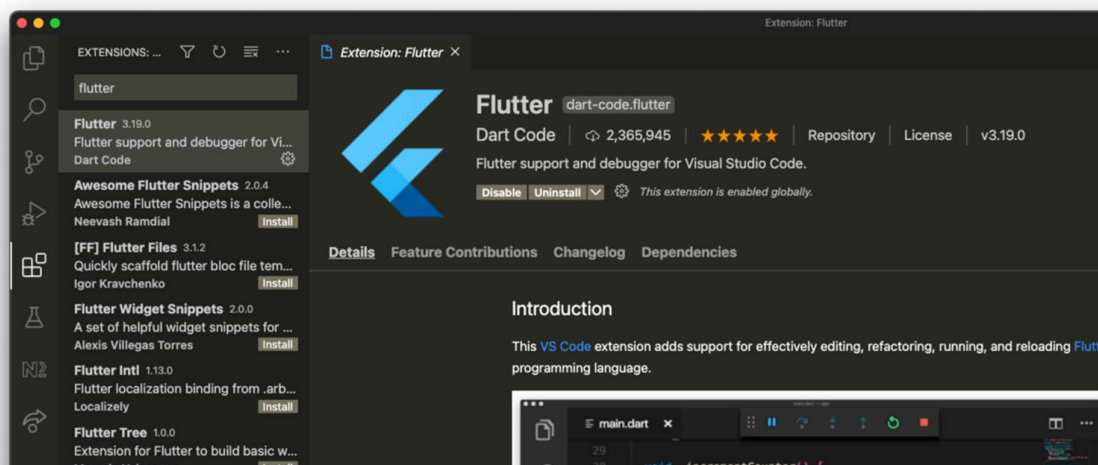 Extension: Flutter
EXTENSIONS: ...
Extension: Flutter
flutter
Flutter 3.19.0
Flutter support and debugger for Vi...
Dart Code
Awesome Flutter Snippets 2.0.4
Awesome Flutter Snippets is a colle...
Neevash Ramdial Install
[FF] Flutter Files 3.1.2
Quickly scaffold flutter bloc file tem...
Igor Kravchenko Install
Flutter Widget Snippets 2.0.0
A set of helpful widget snippets for ...
Alexis Villegas Torres Install
Flutter Intl 1.13.0
Flutter localization binding from .arb...
Localizely Install
Flutter Tree 1.0.0
Extension for Flutter to build basic w...
Flutter dart-code.flutter
Dart Code 2,365,945 Repository License v3.19.0
Flutter support and debugger for Visual Studio Code.
Disable Uninstall This extension is enabled globally.
Details Feature Contributions Changelog Dependencies
Introduction
This VS Code extension adds support for effectively editing, refactoring, running, and reloading Flutt
programming language.
main.dart
29